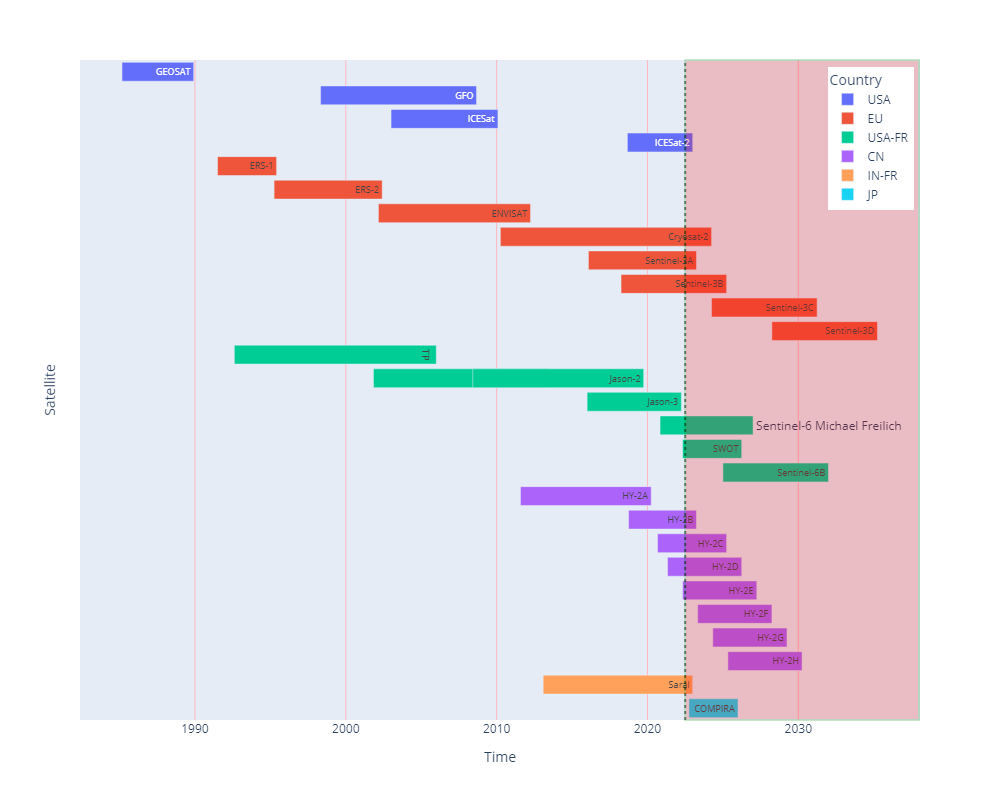 Country
USA
EU
USA-FR
CN
IN-FR
JP
GEOSAT
GFO
ICESat
ICESat-2
ERS-1
ERS-2
ENVISAT
Cryosat-2
Sentinel-3A
Sentinel-3B
Sentinel-3C
Sentinel-3D
TP
Jason-2
Jason-3
Sentinel-6 Michael Freilich
SWOT
Sentinel-6B
HY-2A
HY-2B
HY-2C
HY-2D
HY-2E
HY-2F
HY-2G
HY-2H
Saral
COMPIRA
Satellite
1990 2000 2010 2020 2030
Time